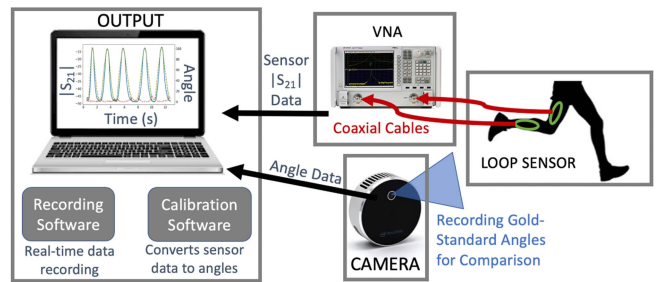 OUTPUT
|S21|
Angle
Time (s)
Recording
Software
Calibration
Software
Real-time data
recording
Converts sensor
data to angles
Sensor
|S21|
Data
Angle Data
VNA
Coaxial Cables
CAMERA
Recording Gold-
Standard Angles
for Comparison
LOOP SENSOR